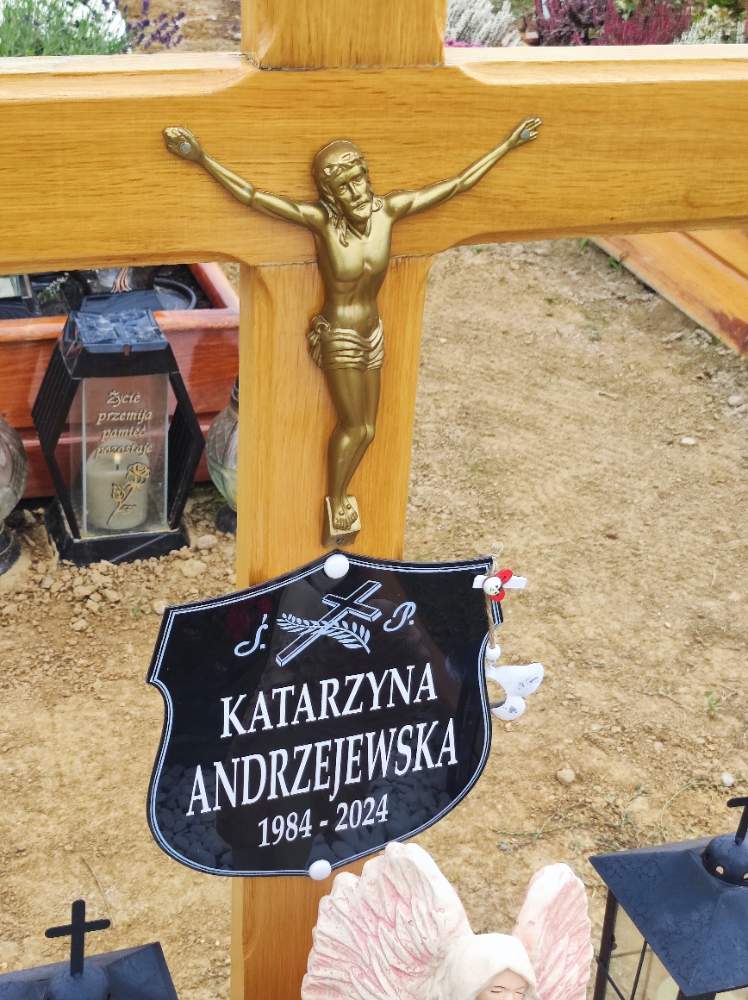 Życie
przemija
pamięć
pozostaje
Ś. P.
KATARZYNA
ANDRZEJEWSKA
1984 - 2024